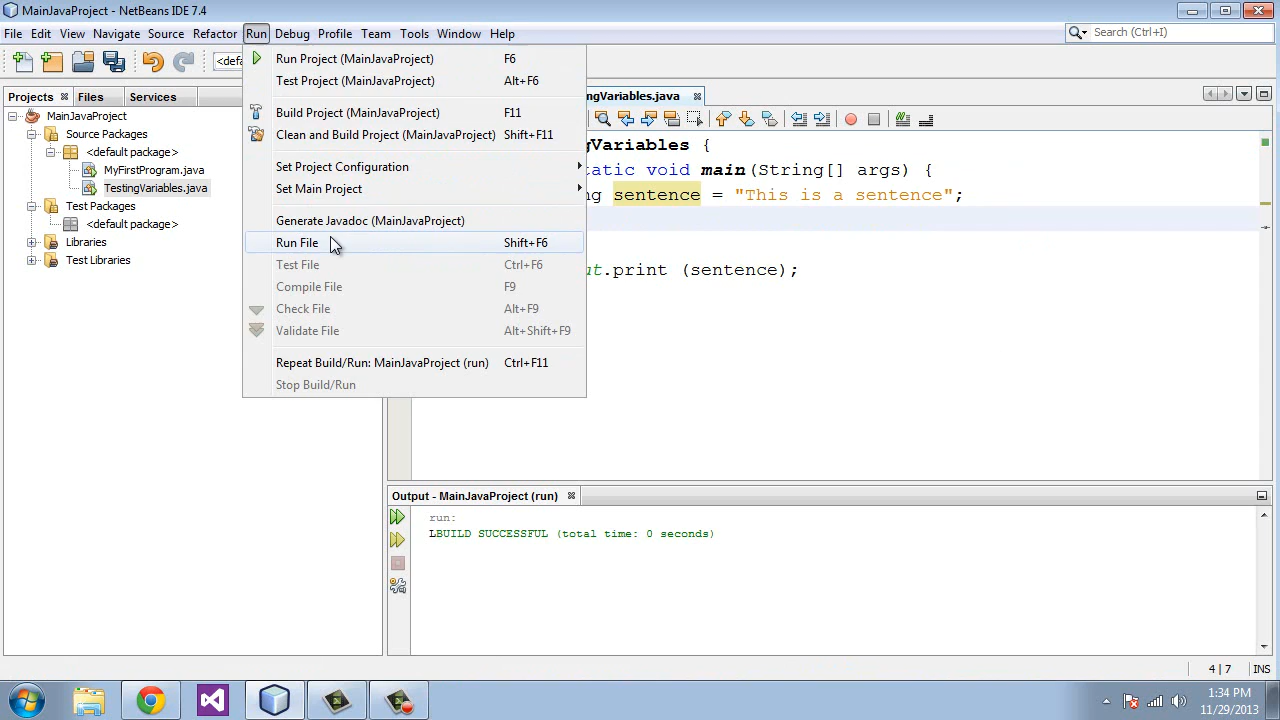 MainJavaProject - NetBeans IDE 7.4
File Edit View Navigate Source Refactor Run Debug Profile Team Tools Window Help
Search (Ctrl+I)
<defa
Projects Files Services
ngVariables.java
MainJavaProject
Source Packages
<default package>
MyFirstProgram.java
TestingVariables.java
Test Packages
<default package>
Libraries
Test Libraries
Run Project (MainJavaProject) F6
Test Project (MainJavaProject) Alt+F6
Build Project (MainJavaProject) F11
Clean and Build Project (MainJavaProject) Shift+F11
Set Project Configuration
Set Main Project
Generate Javadoc (MainJavaProject)
Run File Shift+F6
Test File Ctrl+F6
Compile File F9
Check File Alt+F9
Validate File Alt+Shift+F9
Repeat Build/Run: MainJavaProject (run) Ctrl+F11
Stop Build/Run
gVariables {
tatic void main(String[] args) {
ng sentence = "This is a sentence";
ut.print (sentence);
Output - MainJavaProject (run)
run:
LBUILD SUCCESSFUL (total time: 0 seconds)
4 | 7 INS
1:34 PM
11/29/2013